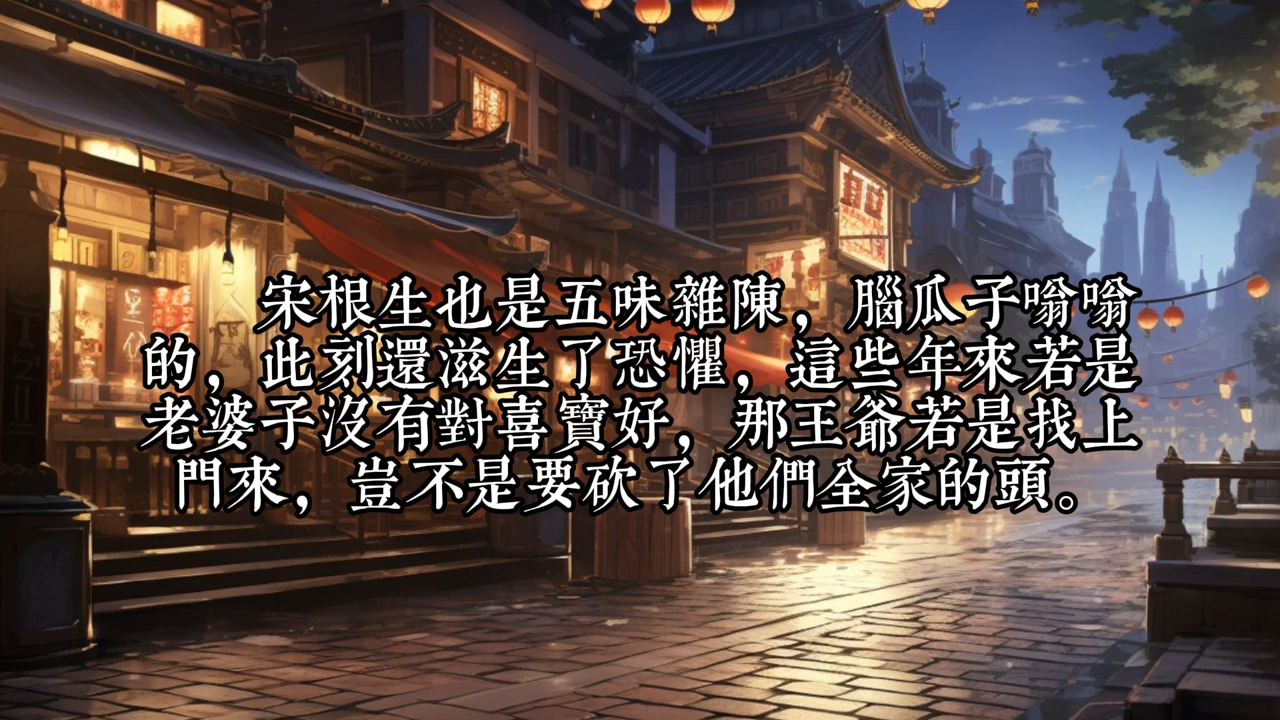 宋根生也是五味雜陳，腦瓜子嗡嗡
的，此刻還滋生了恐懼，這些年來若是
老婆子沒有對喜寶好，那王爺若是找上
門來，豈不是要砍了他們全家的頭。